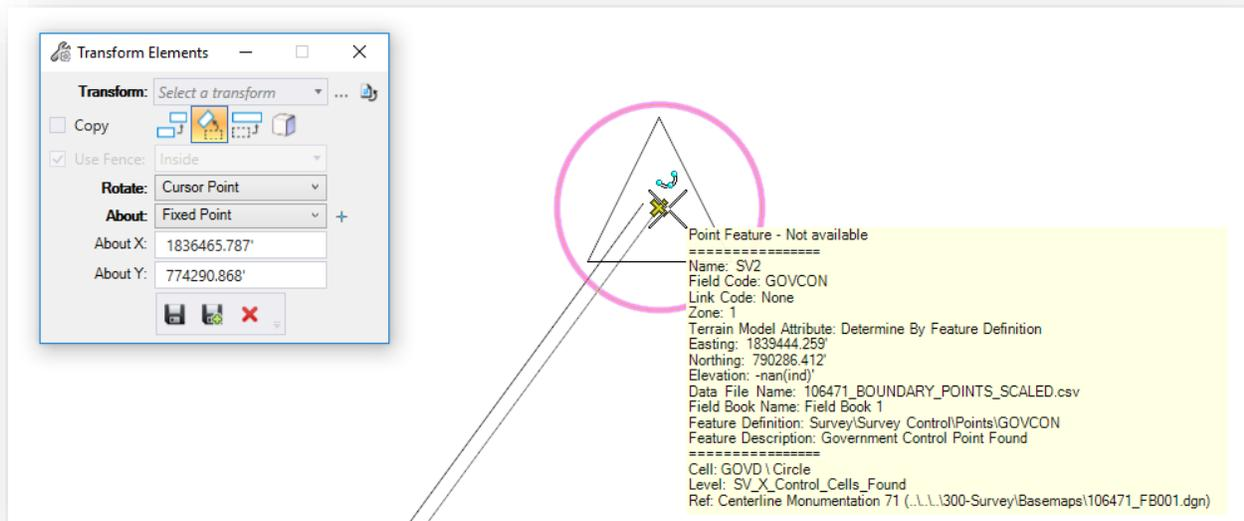 Transform Elements
Transform: Select a transform ...
Copy
Use Fence: Inside
Rotate: Cursor Point
About: Fixed Point
About X: 1836465.787'
About Y: 774290.868'
Point Feature - Not available
================
Name: SV2
Field Code: GOVCON
Link Code: None
Zone: 1
Terrain Model Attribute: Determine By Feature Definition
Easting: 1839444.259'
Northing: 790286.412'
Elevation: -nan(ind)'
Data File Name: 106471_BOUNDARY_POINTS_SCALED.csv
Field Book Name: Field Book 1
Feature Definition: Survey\Survey Control\Points\GOVCON
Feature Description: Government Control Point Found
================
Cell: GOVD \ Circle
Level: SV_X_Control_Cells_Found
Ref: Centerline Monumentation 71 (..\..\..\300-Survey\Basemaps\106471_FB001.dgn)